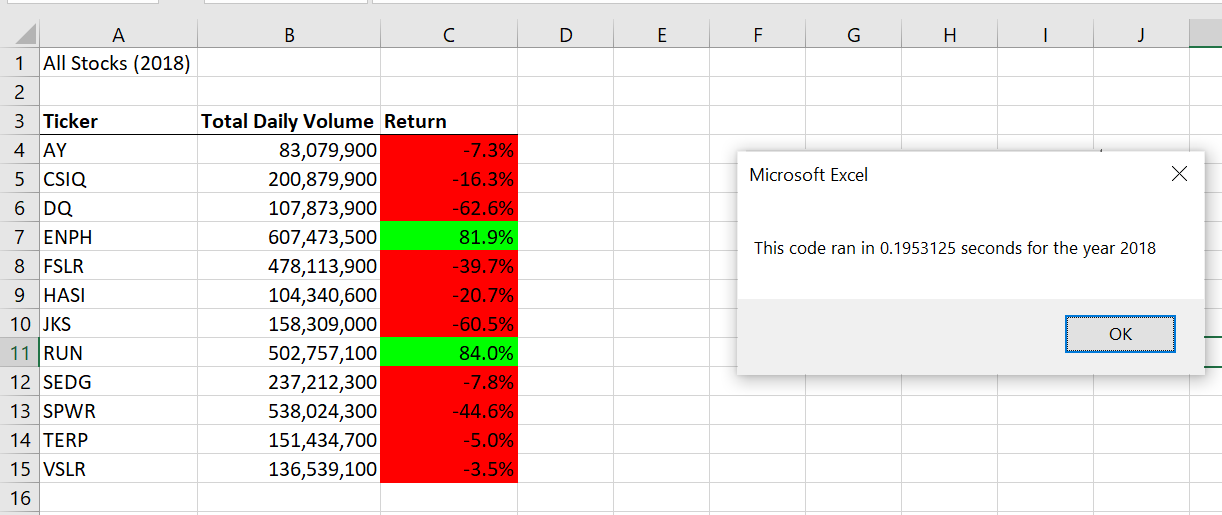 A B C D E F G H I J
1 All Stocks (2018)
2
3 Ticker Total Daily Volume Return
4 AY 83,079,900 -7.3%
5 CSIQ 200,879,900 -16.3%
6 DQ 107,873,900 -62.6%
7 ENPH 607,473,500 81.9%
8 FSLR 478,113,900 -39.7%
9 HASI 104,340,600 -20.7%
10 JKS 158,309,000 -60.5%
11 RUN 502,757,100 84.0%
12 SEDG 237,212,300 -7.8%
13 SPWR 538,024,300 -44.6%
14 TERP 151,434,700 -5.0%
15 VSLR 136,539,100 -3.5%
16
Microsoft Excel
This code ran in 0.1953125 seconds for the year 2018
OK